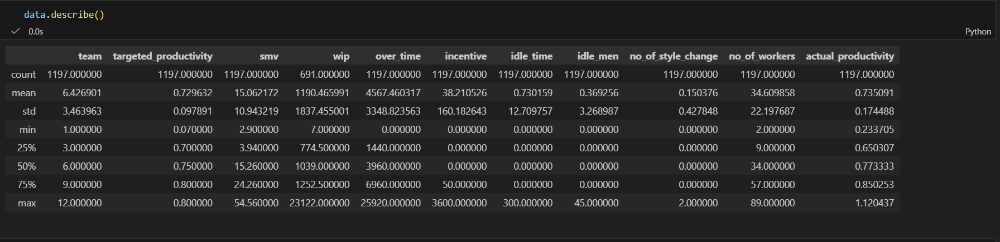 data.describe()
0.0s
Python
team targeted_productivity smv wip over_time incentive idle_time idle_men no_of_style_change no_of_workers actual_productivity
count 1197.000000 1197.000000 1197.000000 691.000000 1197.000000 1197.000000 1197.000000 1197.000000 1197.000000 1197.000000 1197.000000
mean 6.426901 0.729632 15.062172 1190.465991 4567.460317 38.210526 0.730159 0.369256 0.150376 34.609858 0.735091
std 3.463963 0.097891 10.943219 1837.455001 3348.823563 160.182643 12.709757 3.268987 0.427848 22.197687 0.174488
min 1.000000 0.070000 2.900000 7.000000 0.000000 0.000000 0.000000 0.000000 0.000000 2.000000 0.233705
25% 3.000000 0.700000 3.940000 774.500000 1440.000000 0.000000 0.000000 0.000000 0.000000 9.000000 0.650307
50% 6.000000 0.750000 15.260000 1039.000000 3960.000000 0.000000 0.000000 0.000000 0.000000 34.000000 0.773333
75% 9.000000 0.800000 24.260000 1252.500000 6960.000000 50.000000 0.000000 0.000000 0.000000 57.000000 0.850253
max 12.000000 0.800000 54.560000 23122.000000 25920.000000 3600.000000 300.000000 45.000000 2.000000 89.000000 1.120437